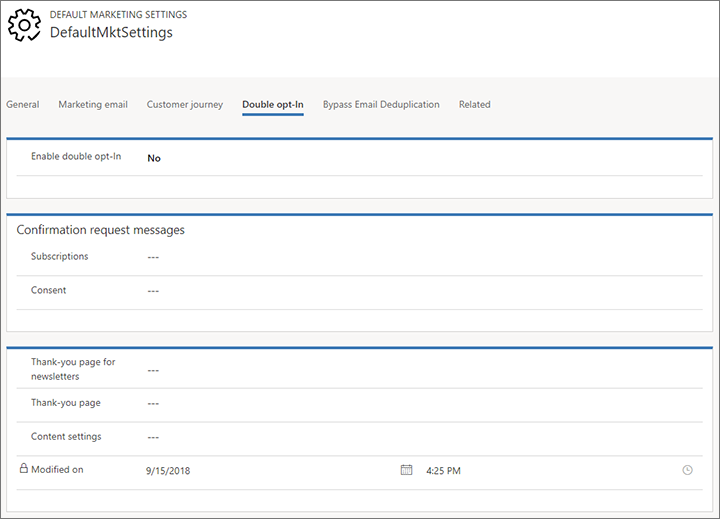 DEFAULT MARKETING SETTINGS
DefaultMktSettings
General Marketing email Customer journey Double opt-In Bypass Email Deduplication Related
Enable double opt-In No
Confirmation request messages
Subscriptions ---
Consent ---
Thank-you page for
newsletters ---
Thank-you page ---
Content settings ---
Modified on 9/15/2018 4:25 PM